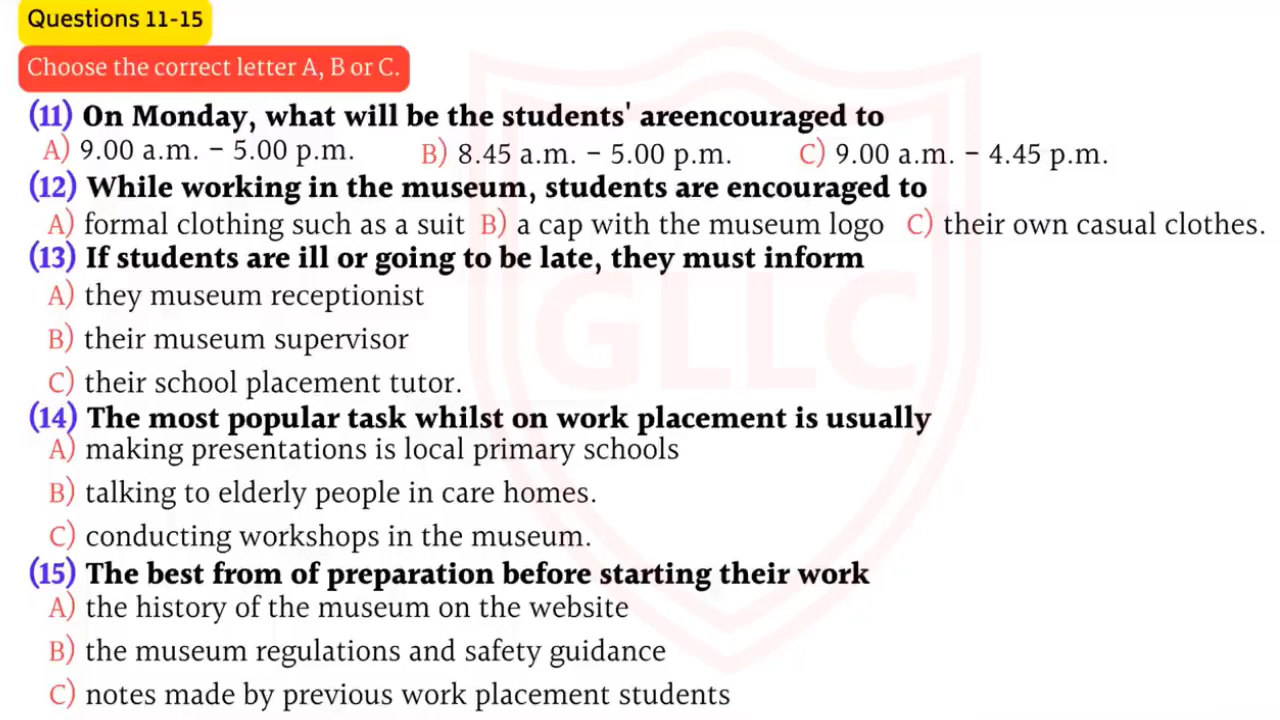 Questions 11-15
Choose the correct letter A, B or C.
(11) On Monday, what will be the students' areencouraged to
A) 9.00 a.m. – 5.00 p.m. B) 8.45 a.m. – 5.00 p.m. C) 9.00 a.m. – 4.45 p.m.
(12) While working in the museum, students are encouraged to
A) formal clothing such as a suit B) a cap with the museum logo C) their own casual clothes.
(13) If students are ill or going to be late, they must inform
A) they museum receptionist
B) their museum supervisor
C) their school placement tutor.
(14) The most popular task whilst on work placement is usually
A) making presentations is local primary schools
B) talking to elderly people in care homes.
C) conducting workshops in the museum.
(15) The best from of preparation before starting their work
A) the history of the museum on the website
B) the museum regulations and safety guidance
C) notes made by previous work placement students
GLLC